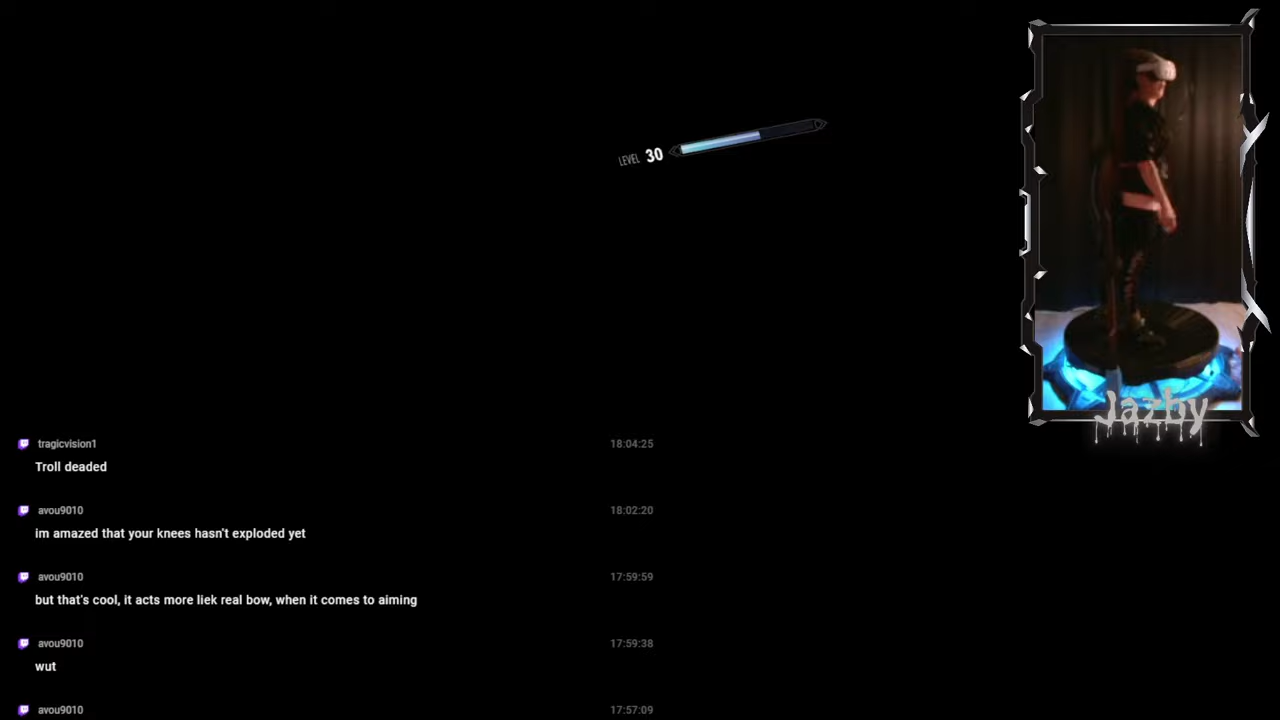 LEVEL 30
Jazby
tragicvision1 18:04:25
Troll deaded
avou9010 18:02:20
im amazed that your knees hasn't exploded yet
avou9010 17:59:59
but that's cool, it acts more liek real bow, when it comes to aiming
avou9010 17:59:38
wut
avou9010 17:57:09